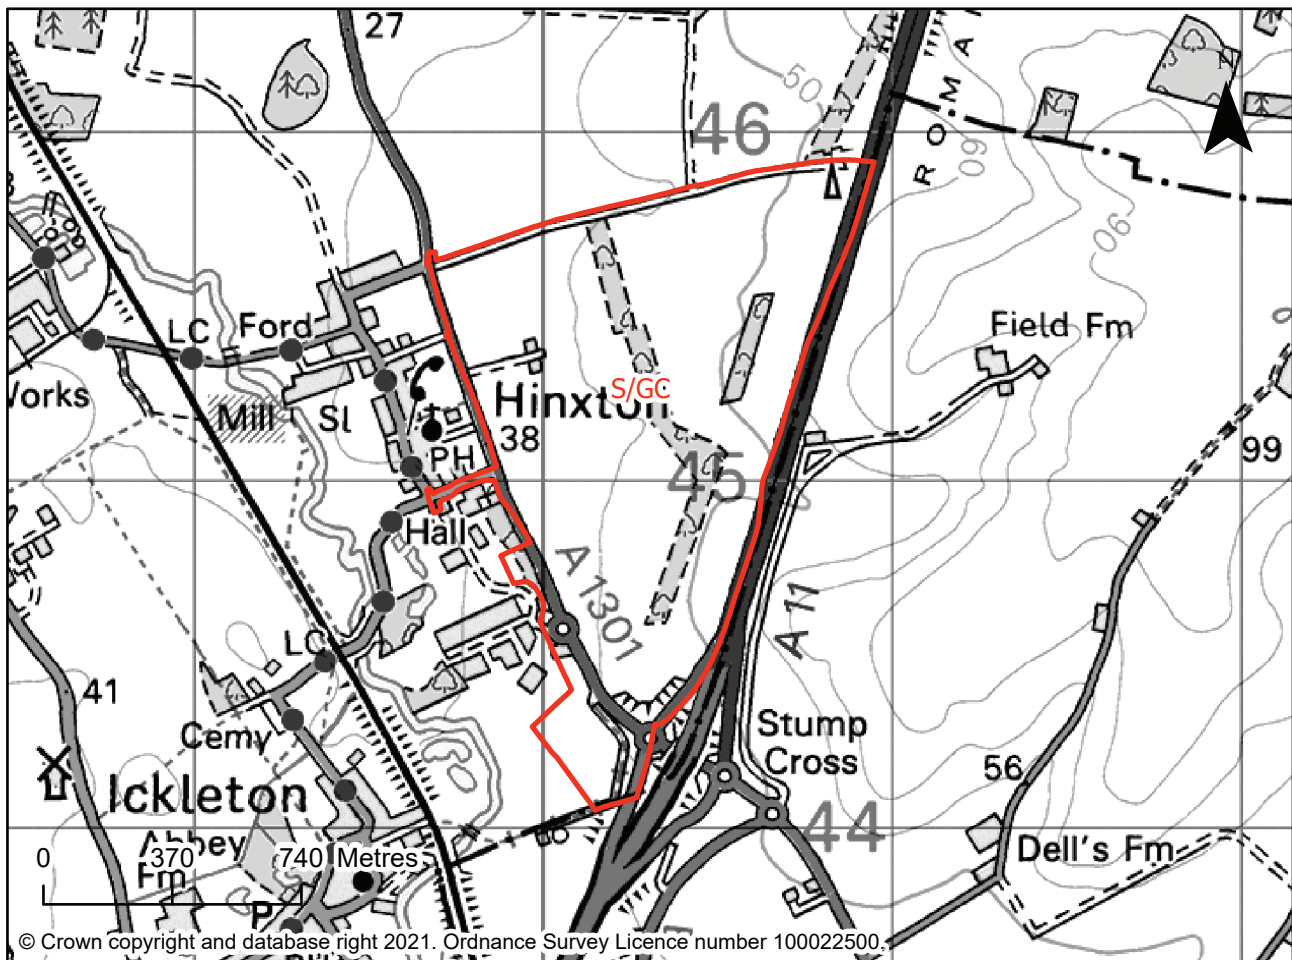 27
50
46
ROMA
60
90
LC
Ford
Field Fm
Works
Mill
Sl
Hinxton
S/GC
38
PH
45
99
Hall
A 1301
A 11
LC
41
Cemy
Stump
Cross
56
Ickleton
44
Abbey
Fm
0 370 740 Metres
Dell's Fm
P
© Crown copyright and database right 2021. Ordnance Survey Licence number 100022500.